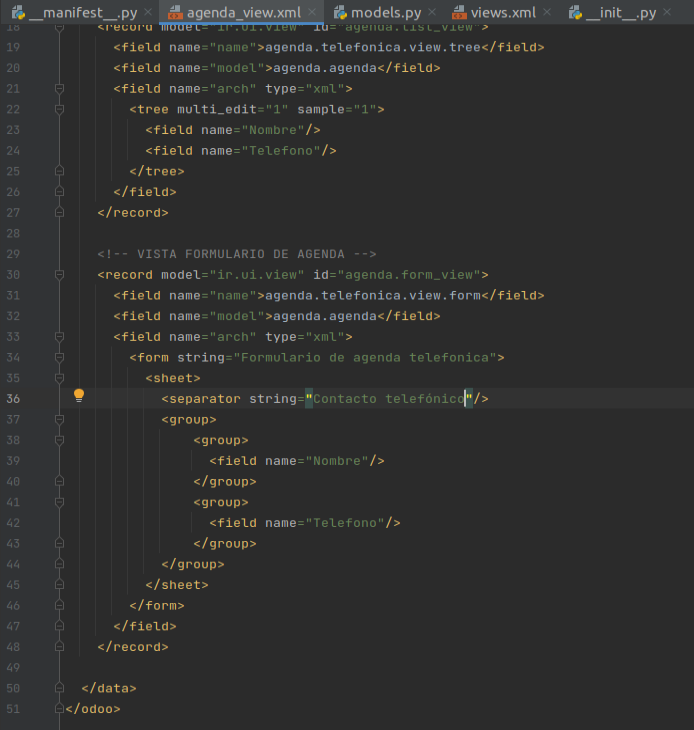 __manifest__.py
agenda_view.xml
models.py
views.xml
__init__.py
18 <record model="ir.ui.view" id="agenda.list_view">
19 <field name="name">agenda.telefonica.view.tree</field>
20 <field name="model">agenda.agenda</field>
21 <field name="arch" type="xml">
22 <tree multi_edit="1" sample="1">
23 <field name="Nombre"/>
24 <field name="Telefono"/>
25 </tree>
26 </field>
27 </record>
28
29 <!-- VISTA FORMULARIO DE AGENDA -->
30 <record model="ir.ui.view" id="agenda.form_view">
31 <field name="name">agenda.telefonica.view.form</field>
32 <field name="model">agenda.agenda</field>
33 <field name="arch" type="xml">
34 <form string="Formulario de agenda telefonica">
35 <sheet>
36 <separator string="Contacto telefónico"/>
37 <group>
38 <group>
39 <field name="Nombre"/>
40 </group>
41 <group>
42 <field name="Telefono"/>
43 </group>
44 </group>
45 </sheet>
46 </form>
47 </field>
48 </record>
49
50 </data>
51 </odoo>